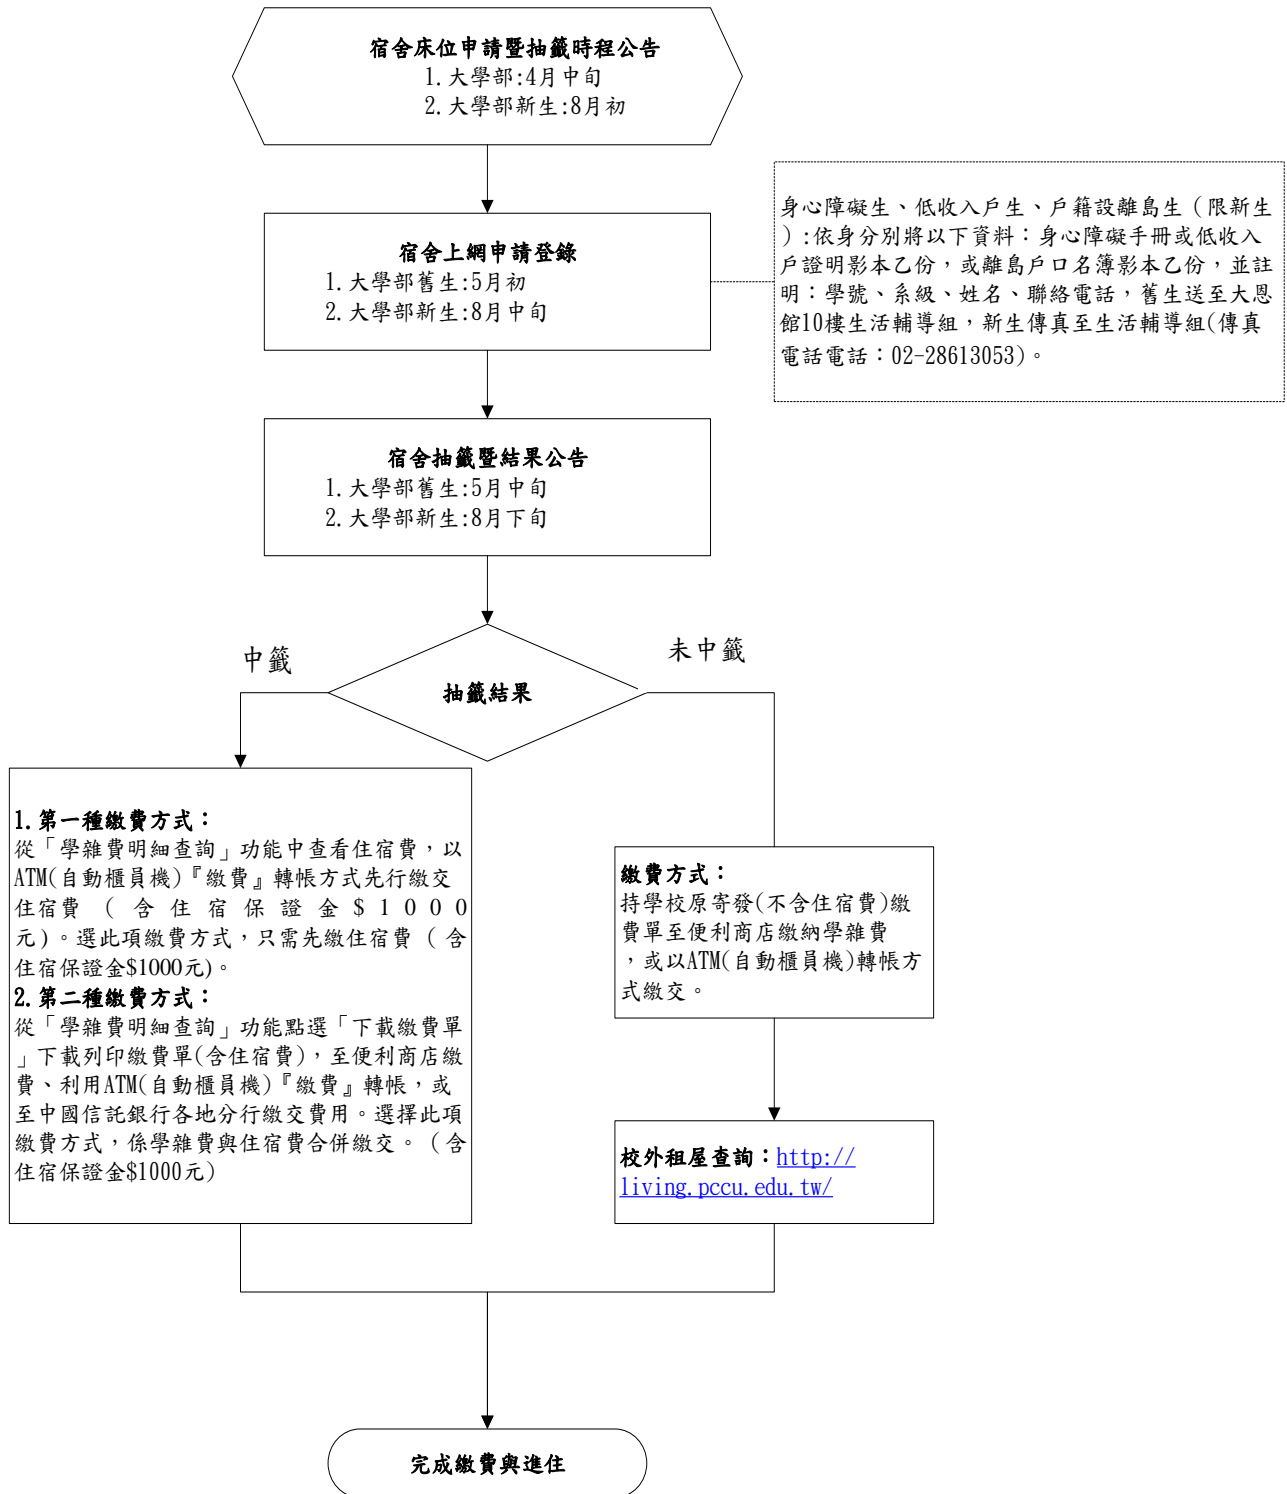 宿舍床位申請暨抽籤時程公告
1.大學部:4月中旬
2.大學部新生:8月初
宿舍上網申請登錄
1.大學部舊生:5月初
2.大學部新生:8月中旬
身心障礙生、低收入戶生、戶籍設離島生（限新生
）:依身分別將以下資料：身心障礙手冊或低收入
戶證明影本乙份，或離島戶口名簿影本乙份，並註
明：學號、系級、姓名、聯絡電話，舊生送至大恩
館10樓生活輔導組，新生傳真至生活輔導組(傳真
電話電話：02-28613053)。
宿舍抽籤暨結果公告
1.大學部舊生:5月中旬
2.大學部新生:8月下旬
抽籤結果
中籤
未中籤
1.第一種繳費方式：
從「學雜費明細查詢」功能中查看住宿費，以
ATM(自動櫃員機)『繳費』轉帳方式先行繳交
住宿費（含住宿保證金$1000
元)。選此項繳費方式，只需先繳住宿費（含
住宿保證金$1000元)。
2.第二種繳費方式：
從「學雜費明細查詢」功能點選「下載繳費單
」下載列印繳費單(含住宿費)，至便利商店繳
費、利用ATM(自動櫃員機)『繳費』轉帳，或
至中國信託銀行各地分行繳交費用。選擇此項
繳費方式，係學雜費與住宿費合併繳交。（含
住宿保證金$1000元)
繳費方式：
持學校原寄發(不含住宿費)繳
費單至便利商店繳納學雜費
，或以ATM(自動櫃員機)轉帳方
式繳交。
校外租屋查詢：http://
living.pccu.edu.tw/
完成繳費與進住